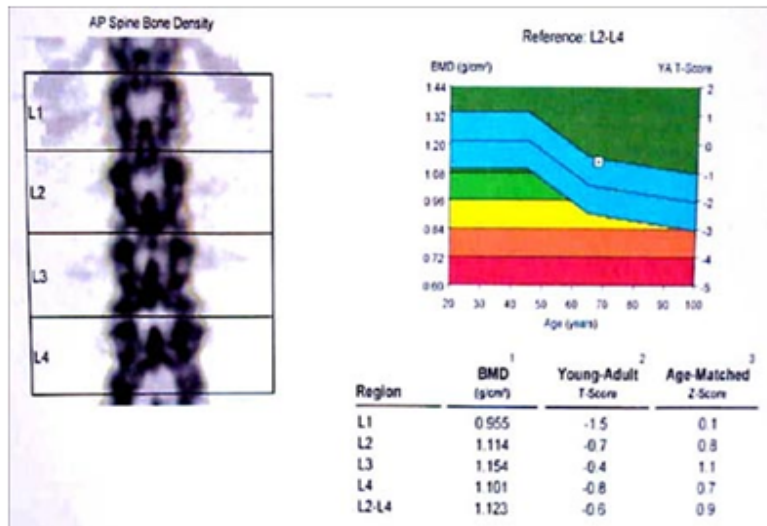 AP Spine Bone Density
L1
L2
L3
L4
Reference: L2-L4
BMD (g/cm²) YA T-Score
1.44 2
1.32 1
1.20 0
1.08 -1
0.96 -2
0.84 -3
0.72 -4
0.60 -5
20 30 40 50 60 70 80 90 100
Age (years)
1 2 3
BMD Young-Adult Age-Matched
Region (g/cm²) T-Score Z-Score
L1 0.955 -1.5 0.1
L2 1.114 -0.7 0.8
L3 1.154 -0.4 1.1
L4 1.101 -0.8 0.7
L2-L4 1.123 -0.6 0.9